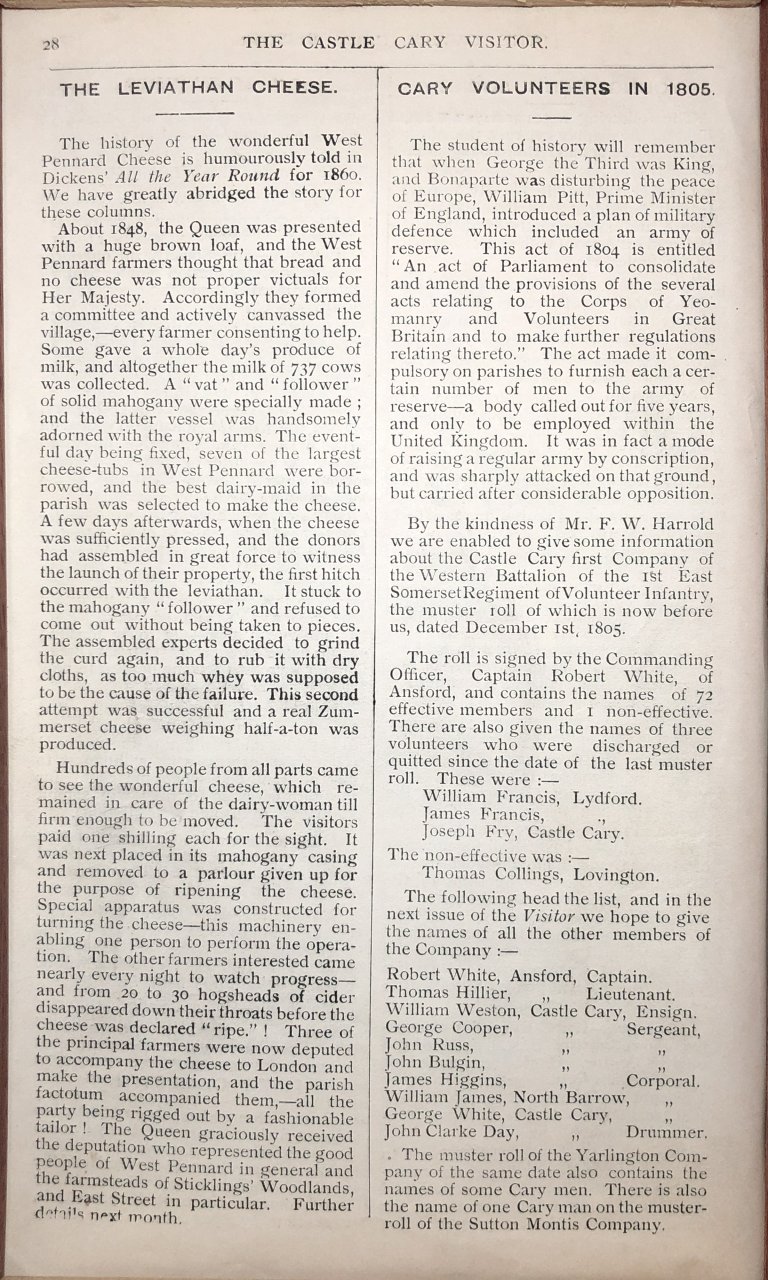 28
THE CASTLE CARY VISITOR.
THE LEVIATHAN CHEESE.
The history of the wonderful West
Pennard Cheese is humourously told in
Dickens' All the Year Round for 1860.
We have greatly abridged the story for
these columns.
About 1848, the Queen was presented
with a huge brown loaf, and the West
Pennard farmers thought that bread and
no cheese was not proper victuals for
Her Majesty. Accordingly they formed
a committee and actively canvassed the
village,—every farmer consenting to help.
Some gave a whole day's produce of
milk, and altogether the milk of 737 cows
was collected. A "vat" and "follower"
of solid mahogany were specially made ;
and the latter vessel was handsomely
adorned with the royal arms. The event-
ful day being fixed, seven of the largest
cheese-tubs in West Pennard were bor-
rowed, and the best dairy-maid in the
parish was selected to make the cheese.
A few days afterwards, when the cheese
was sufficiently pressed, and the donors
had assembled in great force to witness
the launch of their property, the first hitch
occurred with the leviathan. It stuck to
the mahogany "follower" and refused to
come out without being taken to pieces.
The assembled experts decided to grind
the curd again, and to rub it with dry
cloths, as too much whey was supposed
to be the cause of the failure. This second
attempt was successful and a real Zum-
merset cheese weighing half-a-ton was
produced.
Hundreds of people from all parts came
to see the wonderful cheese, which re-
mained in care of the dairy-woman till
firm enough to be moved. The visitors
paid one shilling each for the sight. It
was next placed in its mahogany casing
and removed to a parlour given up for
the purpose of ripening the cheese.
Special apparatus was constructed for
turning the cheese—this machinery en-
abling one person to perform the opera-
tion. The other farmers interested came
nearly every night to watch progress—
and from 20 to 30 hogsheads of cider
disappeared down their throats before the
cheese was declared "ripe." ! Three of
the principal farmers were now deputed
to accompany the cheese to London and
make the presentation, and the parish
factotum accompanied them,—all the
party being rigged out by a fashionable
tailor ! The Queen graciously received
the deputation who represented the good
people of West Pennard in general and
the farmsteads of Sticklings' Woodlands,
and East Street in particular. Further
details next month.
CARY VOLUNTEERS IN 1805.
The student of history will remember
that when George the Third was King,
and Bonaparte was disturbing the peace
of Europe, William Pitt, Prime Minister
of England, introduced a plan of military
defence which included an army of
reserve. This act of 1804 is entitled
"An act of Parliament to consolidate
and amend the provisions of the several
acts relating to the Corps of Yeo-
manry and Volunteers in Great
Britain and to make further regulations
relating thereto." The act made it com-
pulsory on parishes to furnish each a cer-
tain number of men to the army of
reserve—a body called out for five years,
and only to be employed within the
United Kingdom. It was in fact a mode
of raising a regular army by conscription,
and was sharply attacked on that ground,
but carried after considerable opposition.
By the kindness of Mr. F. W. Harrold
we are enabled to give some information
about the Castle Cary first Company of
the Western Battalion of the 1st East
Somerset Regiment of Volunteer Infantry,
the muster roll of which is now before
us, dated December 1st, 1805.
The roll is signed by the Commanding
Officer, Captain Robert White, of
Ansford, and contains the names of 72
effective members and 1 non-effective.
There are also given the names of three
volunteers who were discharged or
quitted since the date of the last muster
roll. These were :—
William Francis, Lydford.
James Francis, „
Joseph Fry, Castle Cary.
The non-effective was :—
Thomas Collings, Lovington.
The following head the list, and in the
next issue of the Visitor we hope to give
the names of all the other members of
the Company :—
Robert White, Ansford, Captain.
Thomas Hillier, „ Lieutenant.
William Weston, Castle Cary, Ensign.
George Cooper, „ Sergeant,
John Russ, „ „
John Bulgin, „ „
James Higgins, „ Corporal.
William James, North Barrow, „
George White, Castle Cary, „
John Clarke Day, „ Drummer.
The muster roll of the Yarlington Com-
pany of the same date also contains the
names of some Cary men. There is also
the name of one Cary man on the muster-
roll of the Sutton Montis Company.